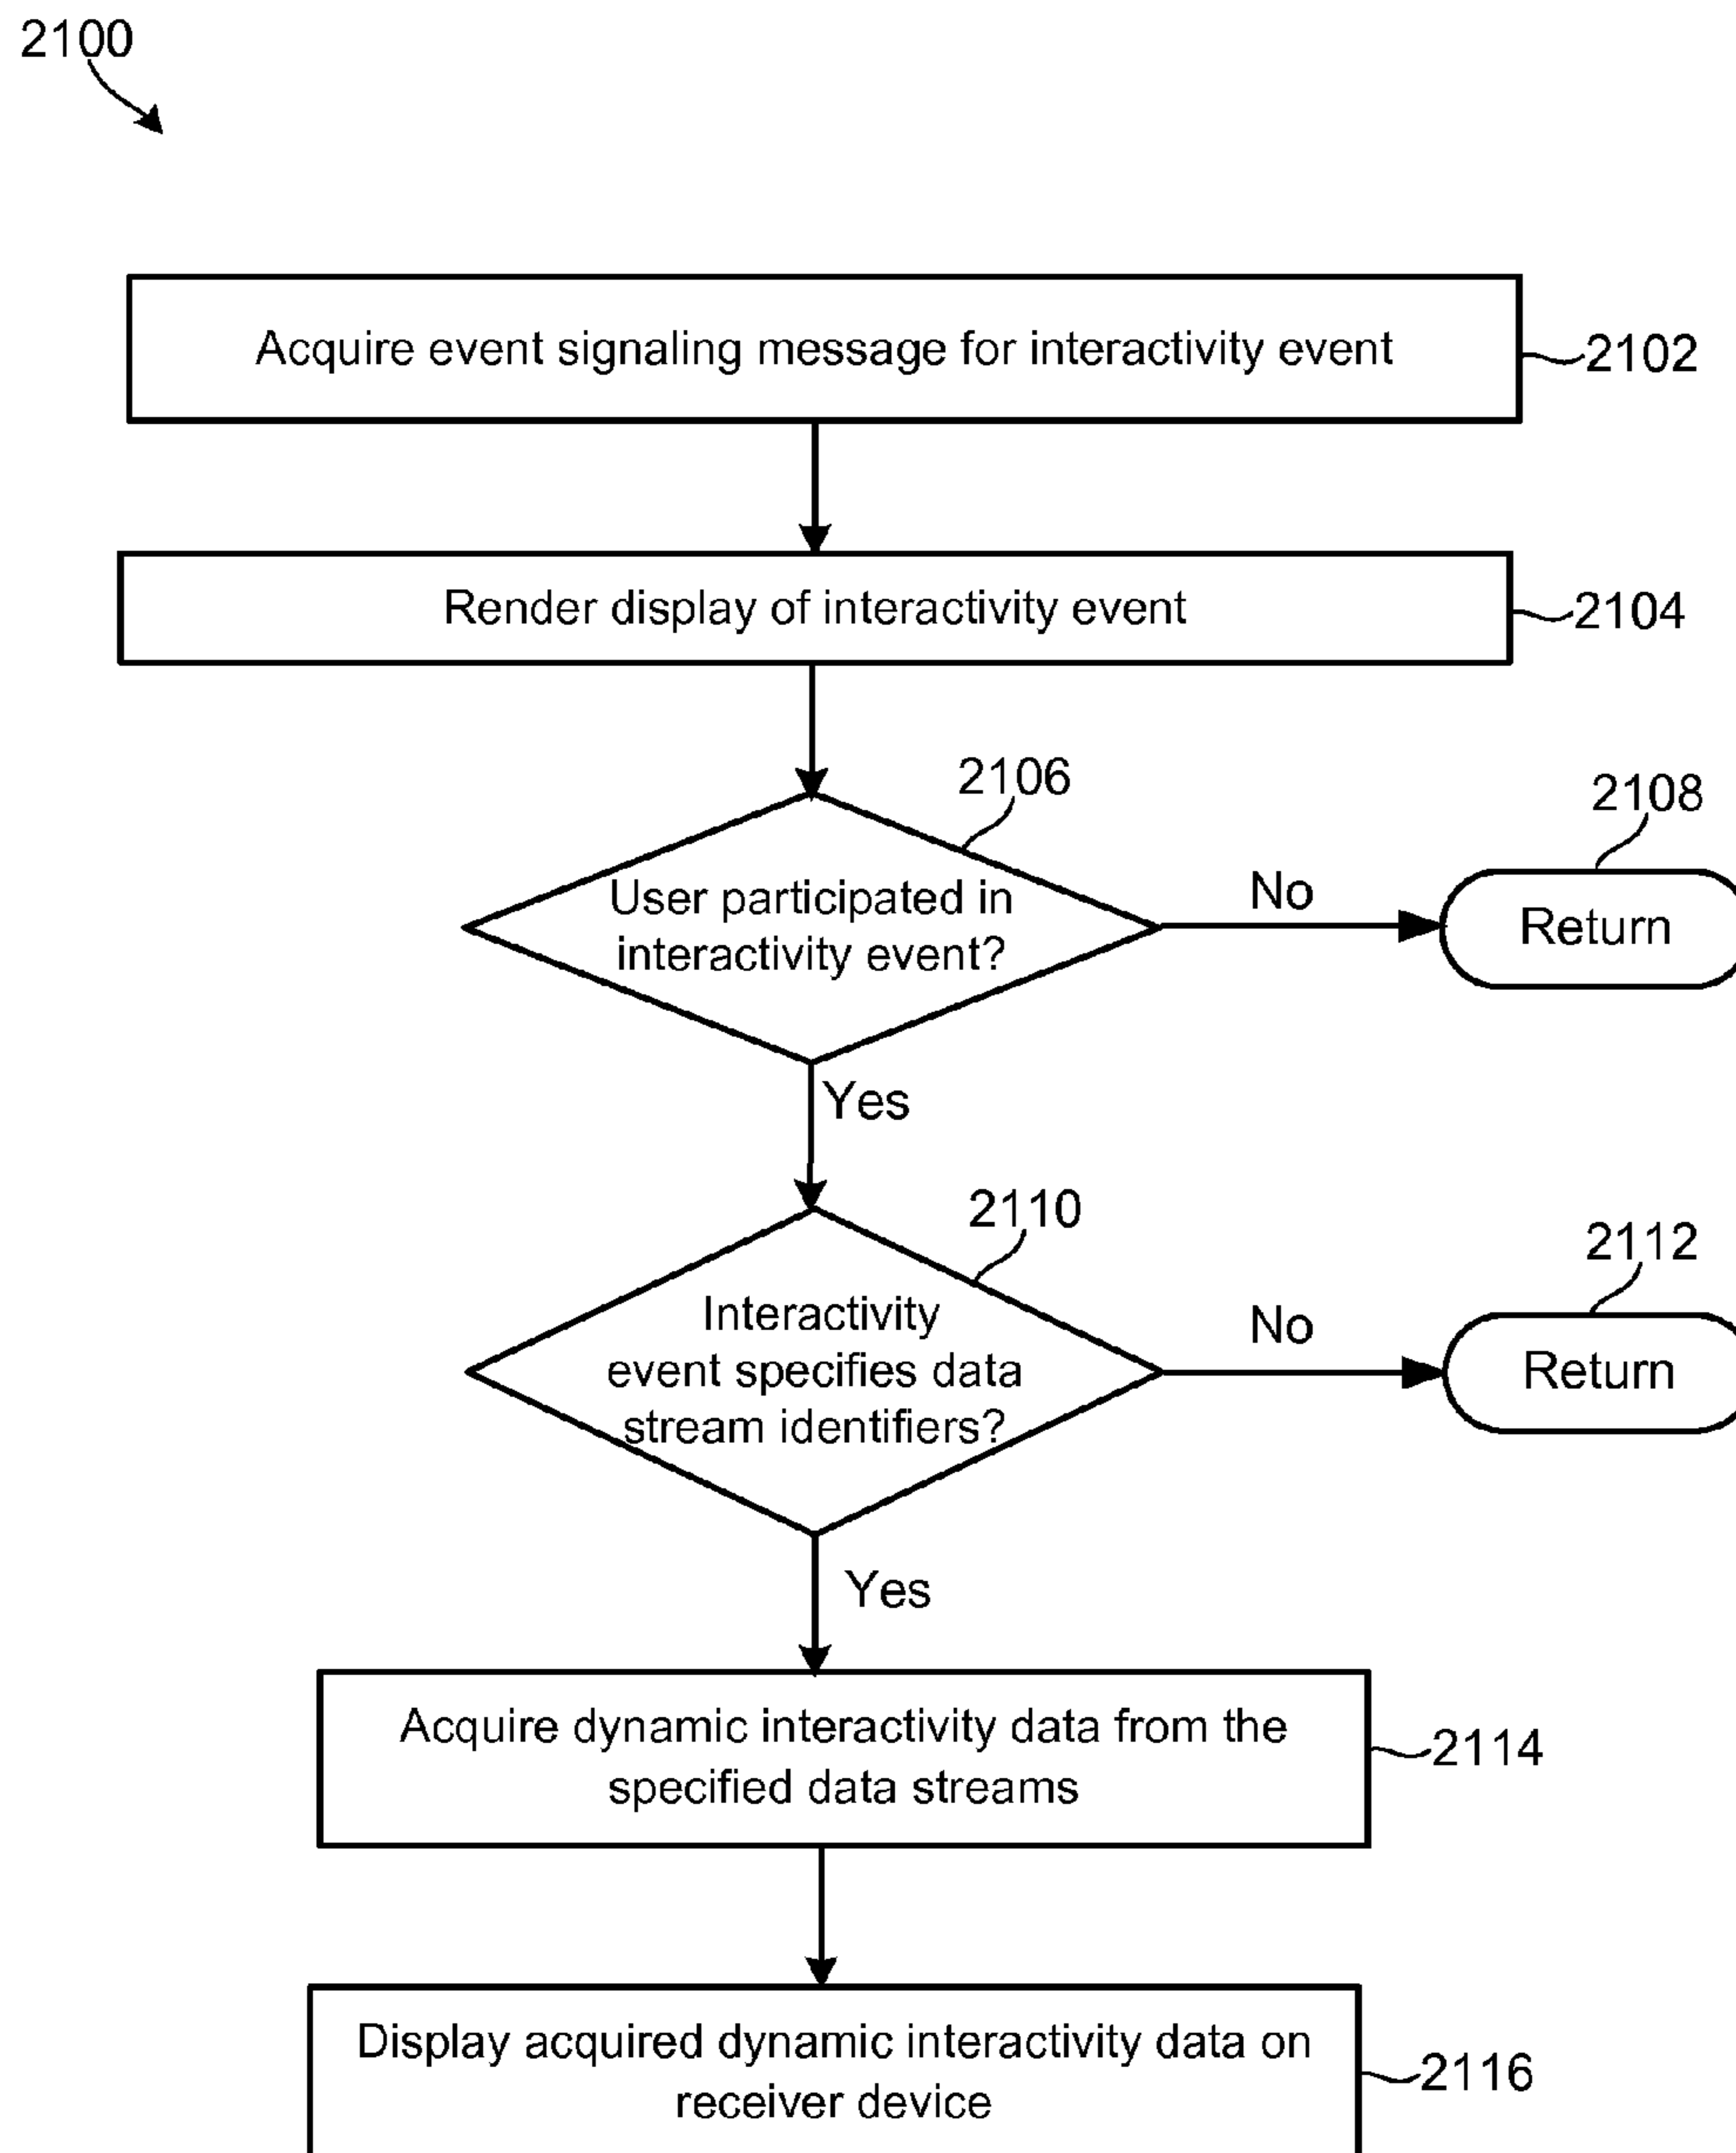 2100
Acquire event signaling message for interactivity event
2102
Render display of interactivity event
2104
2106
2108
User participated in
interactivity event?
No
Return
Yes
2110
2112
Interactivity
event specifies data
stream identifiers?
No
Return
Yes
Acquire dynamic interactivity data from the
specified data streams
2114
Display acquired dynamic interactivity data on
receiver device
2116